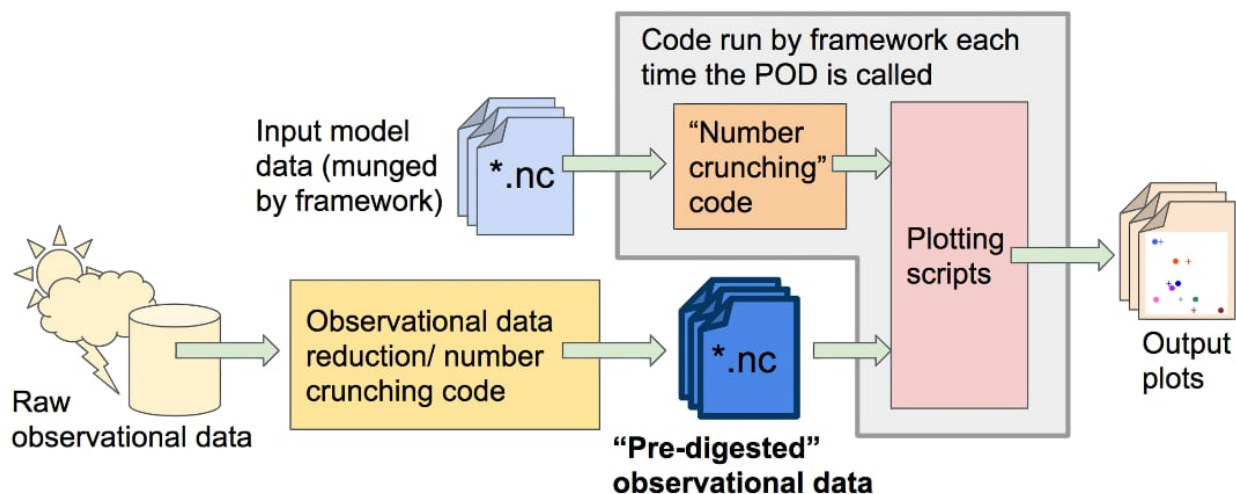 Code run by framework each
time the POD is called
Input model
data (munged
by framework)
*.nc
“Number
crunching”
code
Plotting
scripts
Output
plots
Raw
observational data
Observational data
reduction/ number
crunching code
*.nc
“Pre-digested”
observational data